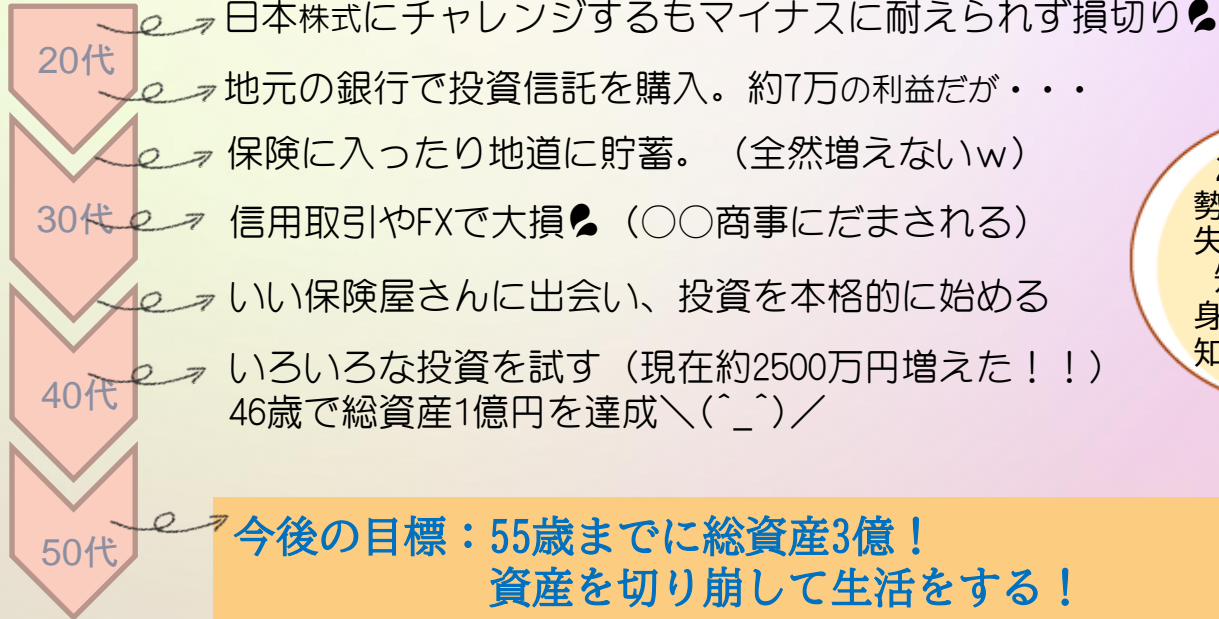 20代
日本株式にチャレンジするもマイナスに耐えられず損切り
地元の銀行で投資信託を購入。約7万の利益だが・・・
保険に入ったり地道に貯蓄。（全然増えないｗ）
30代
信用取引やFXで大損（○○商事にだまされる）
いい保険屋さんに出会い、投資を本格的に始める
40代
いろいろな投資を試す（現在約2500万円増えた！！）
46歳で総資産1億円を達成＼(^_^)／
50代
今後の目標：55歳までに総資産3億！
資産を切り崩して生活をする！
勢
失
身
知